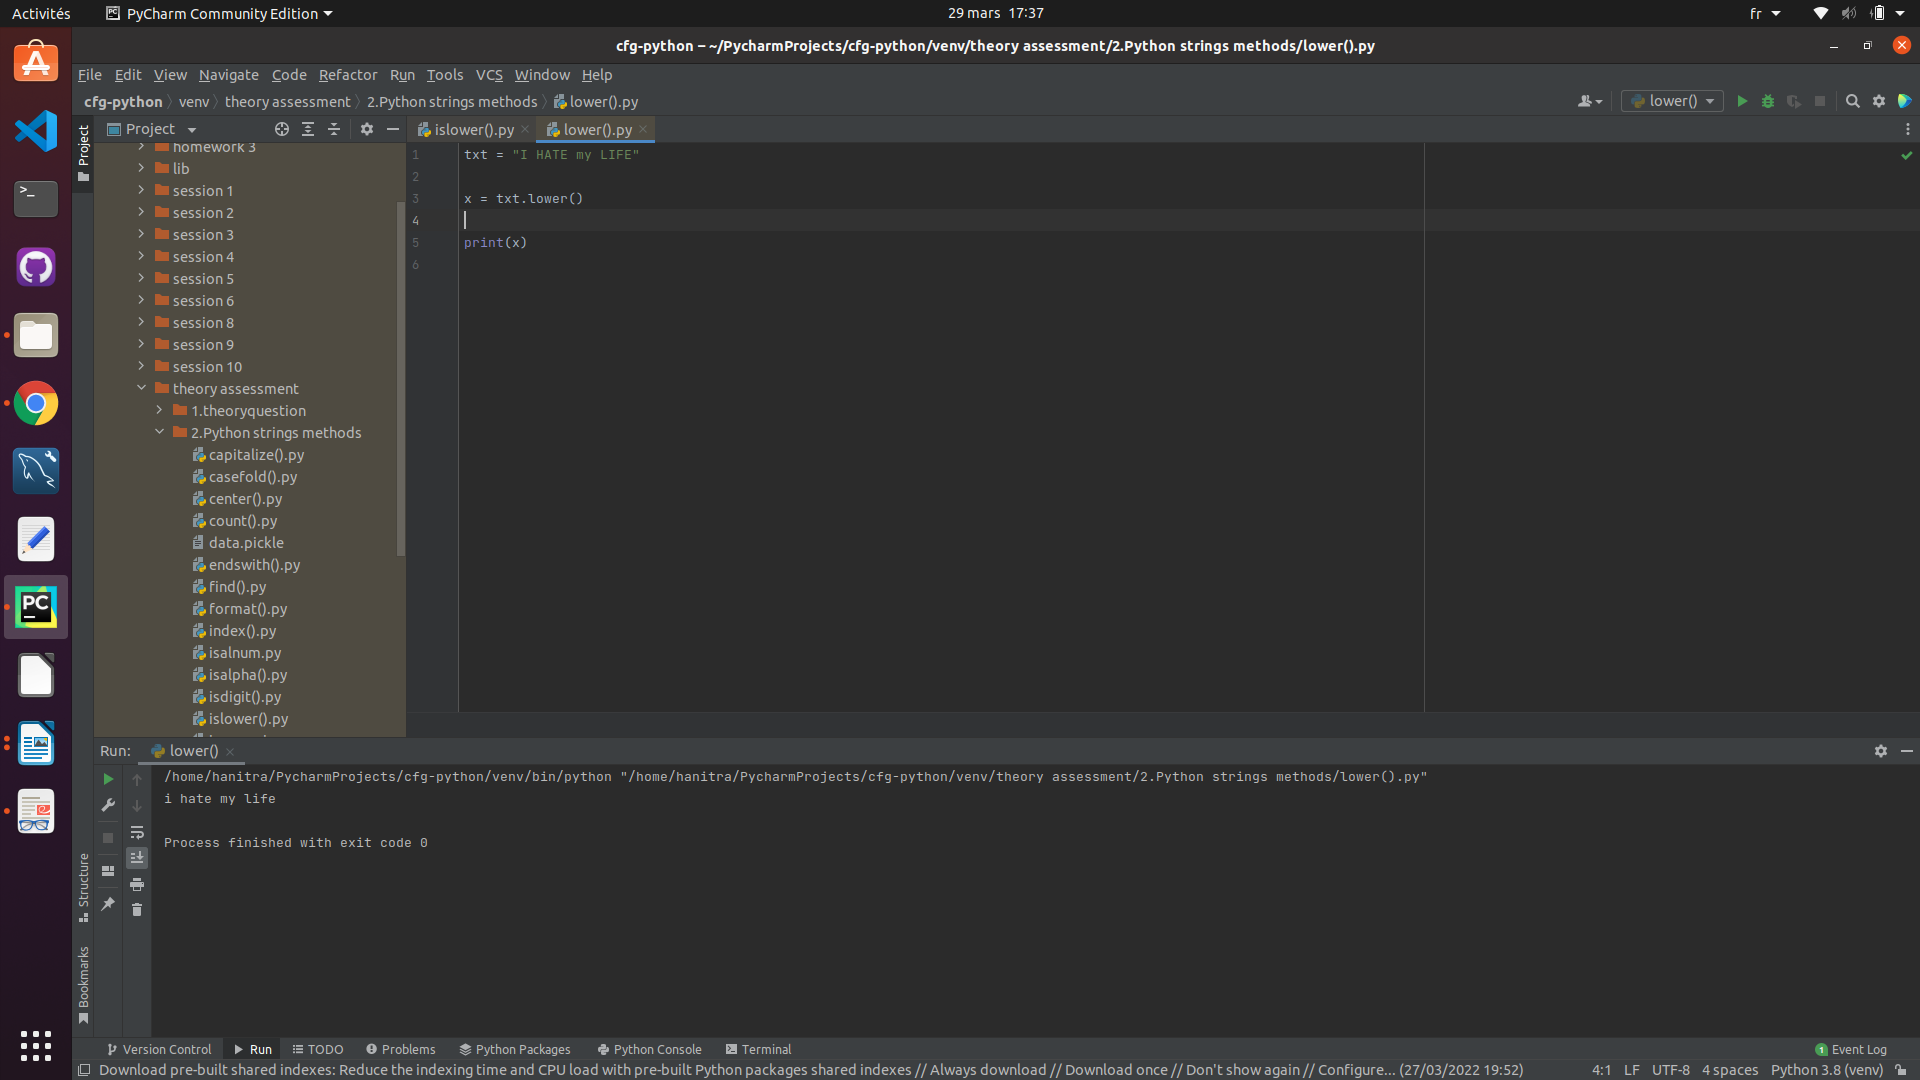 Activités
PyCharm Community Edition
29 mars 17:37
fr
cfg-python – ~/PycharmProjects/cfg-python/venv/theory assessment/2.Python strings methods/lower().py
File Edit View Navigate Code Refactor Run Tools VCS Window Help
cfg-python venv theory assessment 2.Python strings methods lower().py
lower()
Project
Project
islower().py
lower().py
homework 3
lib
session 1
session 2
session 3
session 4
session 5
session 6
session 8
session 9
session 10
theory assessment
1.theoryquestion
2.Python strings methods
capitalize().py
casefold().py
center().py
count().py
data.pickle
endswith().py
find().py
format().py
index().py
isalnum.py
isalpha().py
isdigit().py
islower().py
1 txt = "I HATE my LIFE"
2
3 x = txt.lower()
4
5 print(x)
6
Run: lower()
/home/hanitra/PycharmProjects/cfg-python/venv/bin/python "/home/hanitra/PycharmProjects/cfg-python/venv/theory assessment/2.Python strings methods/lower().py"
i hate my life
Process finished with exit code 0
Structure
Bookmarks
Version Control Run TODO Problems Python Packages Python Console Terminal
1 Event Log
Download pre-built shared indexes: Reduce the indexing time and CPU load with pre-built Python packages shared indexes // Always download // Download once // Don't show again // Configure... (27/03/2022 19:52)
4:1 LF UTF-8 4 spaces Python 3.8 (venv)